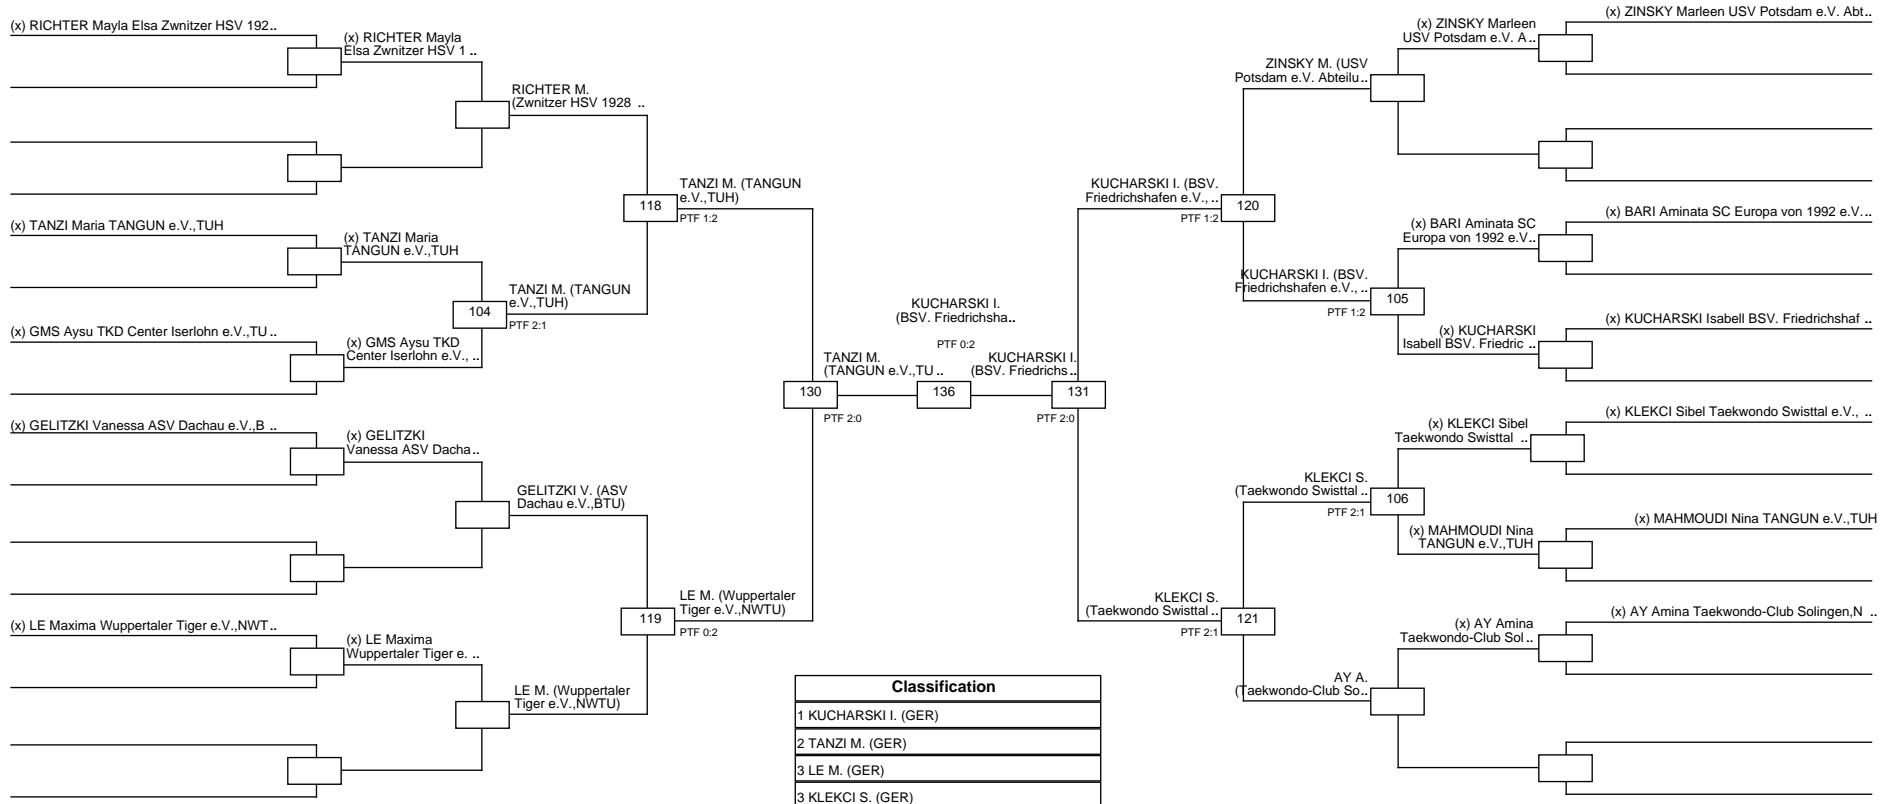 (x) RICHTER Mayla Elsa Zwnitzer HSV 192..
(x) RICHTER Mayla
Elsa Zwnitzer HSV 1 ..
RICHTER M.
(Zwnitzer HSV 1928 ..
TANZI M. (TANGUN
e.V.,TUH)
118
PTF 1:2
(x) TANZI Maria TANGUN e.V.,TUH
(x) TANZI Maria
TANGUN e.V.,TUH
TANZI M. (TANGUN
e.V.,TUH)
104
PTF 2:1
(x) GMS Aysu TKD Center Iserlohn e.V.,TU ..
(x) GMS Aysu TKD
Center Iserlohn e.V., ..
(x) GELITZKI Vanessa ASV Dachau e.V.,B ..
(x) GELITZKI
Vanessa ASV Dacha..
GELITZKI V. (ASV
Dachau e.V.,BTU)
LE M. (Wuppertaler
Tiger e.V.,NWTU)
119
PTF 0:2
(x) LE Maxima Wuppertaler Tiger e.V.,NWT..
(x) LE Maxima
Wuppertaler Tiger e. ..
LE M. (Wuppertaler
Tiger e.V.,NWTU)
KUCHARSKI I.
(BSV. Friedrichsha..
PTF 0:2
TANZI M.
(TANGUN e.V.,TU ..
KUCHARSKI I.
(BSV. Friedrichs..
130
136
131
PTF 2:0
PTF 2:0
(x) ZINSKY Marleen USV Potsdam e.V. Abt..
(x) ZINSKY Marleen
USV Potsdam e.V. A..
ZINSKY M. (USV
Potsdam e.V. Abteilu..
KUCHARSKI I. (BSV.
Friedrichshafen e.V., ..
120
PTF 1:2
(x) BARI Aminata SC Europa von 1992 e.V...
(x) BARI Aminata SC
Europa von 1992 e.V..
KUCHARSKI I. (BSV.
Friedrichshafen e.V., ..
105
PTF 1:2
(x) KUCHARSKI Isabell BSV. Friedrichshaf ..
(x) KUCHARSKI
Isabell BSV. Friedric ..
(x) KLEKCI Sibel Taekwondo Swisttal e.V., ..
(x) KLEKCI Sibel
Taekwondo Swisttal ..
KLEKCI S.
(Taekwondo Swisttal ..
106
PTF 2:1
(x) MAHMOUDI Nina TANGUN e.V.,TUH
(x) MAHMOUDI Nina
TANGUN e.V.,TUH
KLEKCI S.
(Taekwondo Swisttal ..
121
PTF 2:1
(x) AY Amina Taekwondo-Club Solingen,N ..
(x) AY Amina
Taekwondo-Club Sol ..
AY A.
(Taekwondo-Club So..
Classification
1 KUCHARSKI I. (GER)
2 TANZI M. (GER)
3 LE M. (GER)
3 KLEKCI S. (GER)